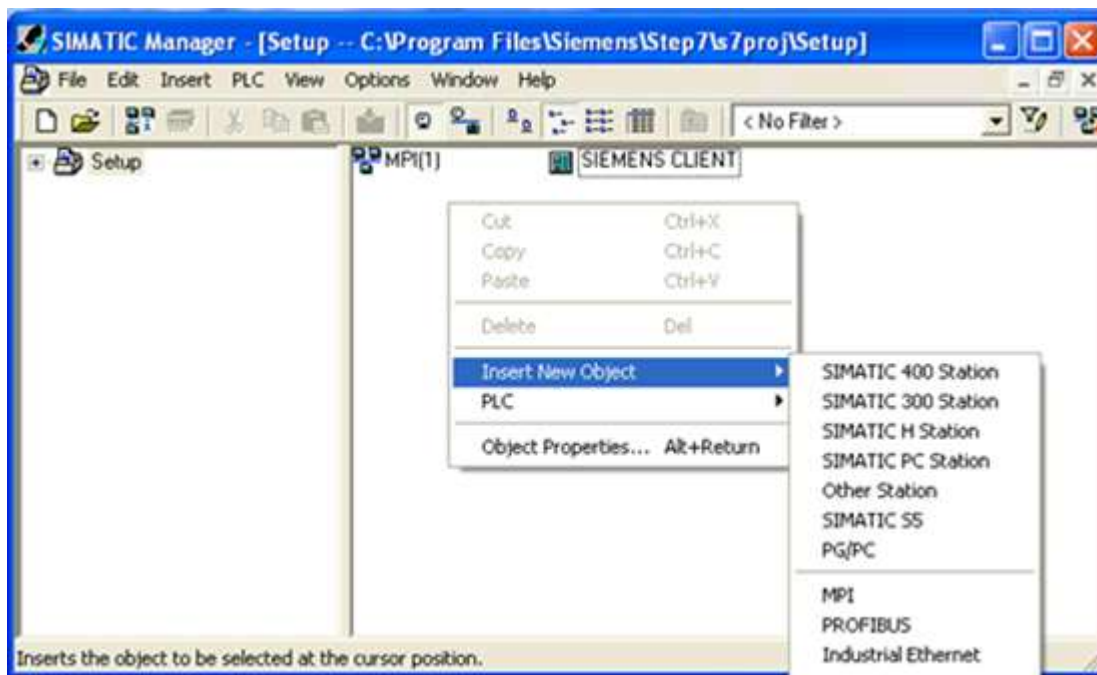 SIMATIC Manager - [Setup -- C:\Program Files\Siemens\Step7\s7proj\Setup]
File Edit Insert PLC View Options Window Help
< No Filter >
Setup
MPI(1) SIEMENS CLIENT
Cut Ctrl+X
Copy Ctrl+C
Paste Ctrl+V
Delete Del
Insert New Object
PLC
Object Properties... Alt+Return
SIMATIC 400 Station
SIMATIC 300 Station
SIMATIC H Station
SIMATIC PC Station
Other Station
SIMATIC S5
PG/PC
MPI
PROFIBUS
Industrial Ethernet
Inserts the object to be selected at the cursor position.